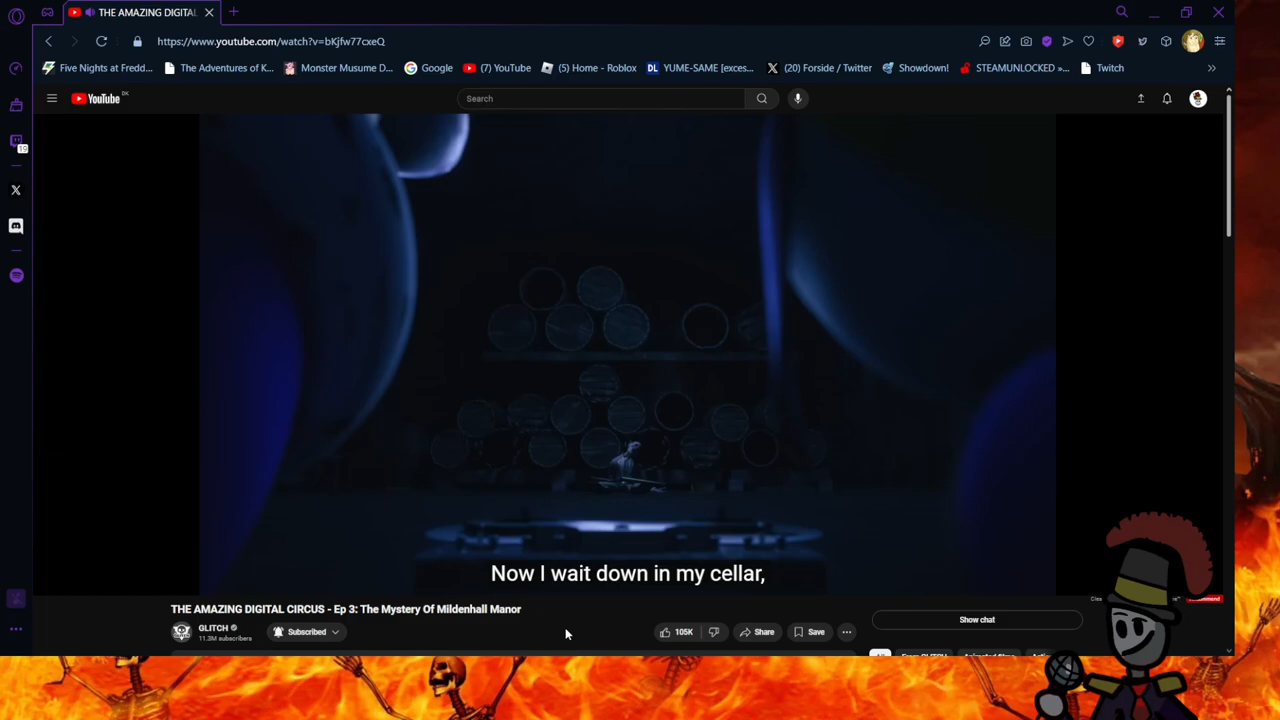 THE AMAZING DIGITAL
https://www.youtube.com/watch?v=bKjfw77cxeQ
Five Nights at Fredd...
The Adventures of K...
Monster Musume D...
Google
(7) YouTube
(5) Home - Roblox
DL YUME-SAME [exces...
(20) Forside / Twitter
Showdown!
STEAMUNLOCKED »...
Twitch
»
YouTube DK
Search
19
Now I wait down in my cellar,
THE AMAZING DIGITAL CIRCUS - Ep 3: The Mystery Of Mildenhall Manor
GLITCH
11.3M subscribers
Subscribed
105K
Share
Save
Show chat